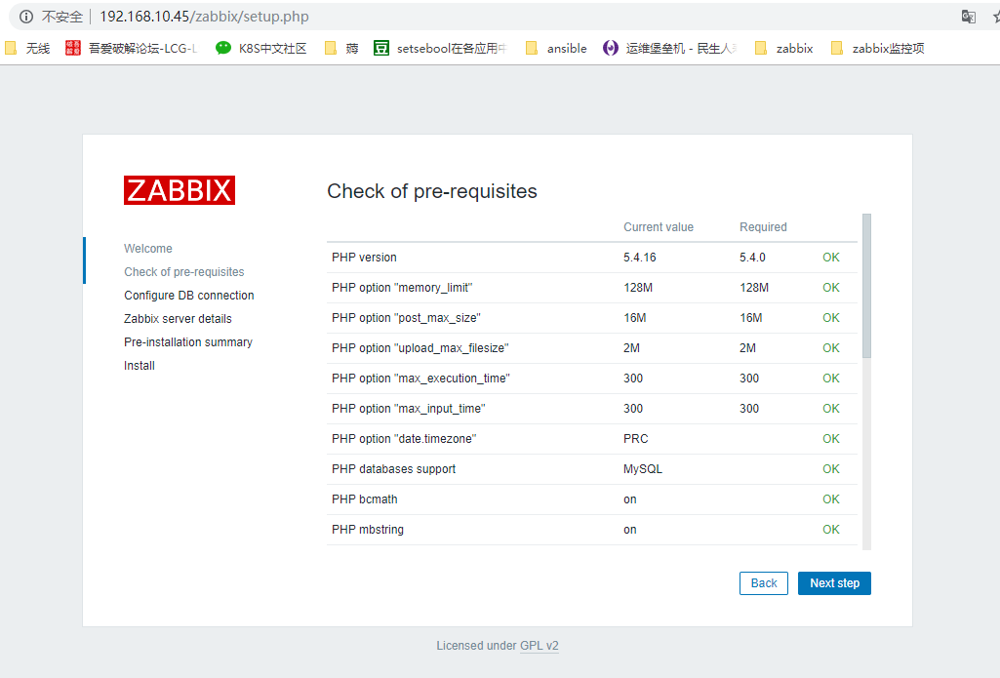 不安全 192.168.10.45/zabbix/setup.php
无线 吾爱破解论坛-LCG-L K8S中文社区 薅 setsebool在各应用中 ansible 运维堡垒机 - 民生人 zabbix zabbix监控项
ZABBIX
Check of pre-requisites
Current value Required
Welcome
Check of pre-requisites
Configure DB connection
Zabbix server details
Pre-installation summary
Install
PHP version 5.4.16 5.4.0 OK
PHP option "memory_limit" 128M 128M OK
PHP option "post_max_size" 16M 16M OK
PHP option "upload_max_filesize" 2M 2M OK
PHP option "max_execution_time" 300 300 OK
PHP option "max_input_time" 300 300 OK
PHP option "date.timezone" PRC OK
PHP databases support MySQL OK
PHP bcmath on OK
PHP mbstring on OK
Back Next step
Licensed under GPL v2